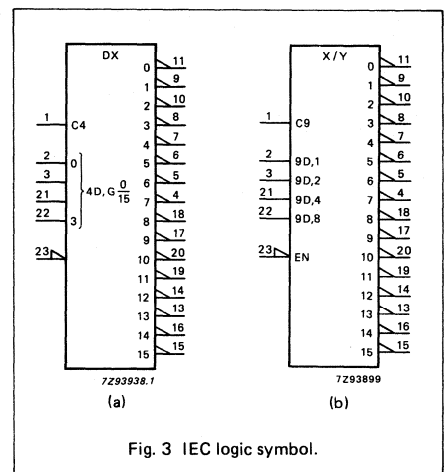 DX
1 C4
2 0
3
21
22 3
4D, G 0/15
23
0 11
1 9
2 10
3 8
4 7
5 6
6 5
7 4
8 18
9 17
10 20
11 19
12 14
13 13
14 16
15 15
7Z93938.1
(a)
X/Y
1 C9
2 9D,1
3 9D,2
21 9D,4
22 9D,8
23 EN
0 11
1 9
2 10
3 8
4 7
5 6
6 5
7 4
8 18
9 17
10 20
11 19
12 14
13 13
14 16
15 15
7Z93899
(b)
Fig. 3 IEC logic symbol.